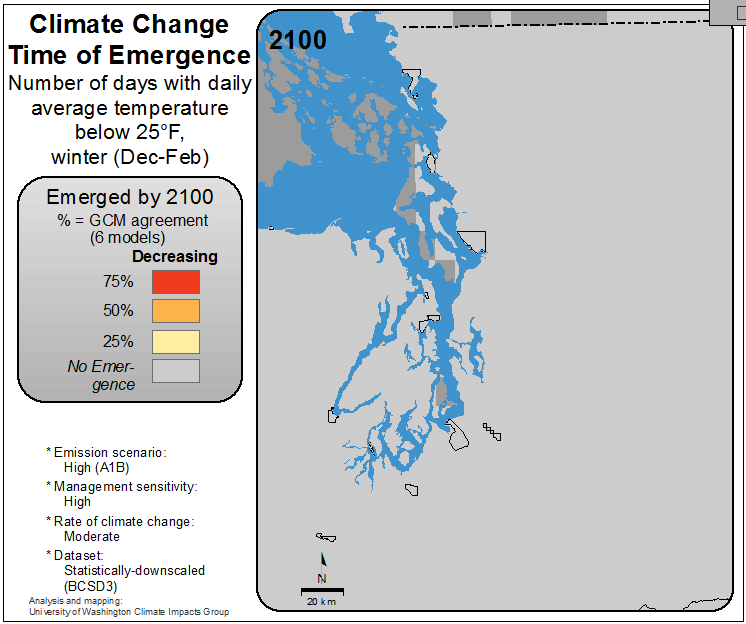 Climate Change
Time of Emergence
Number of days with daily
average temperature
below 25°F,
winter (Dec-Feb)
Emerged by 2100
% = GCM agreement
(6 models)
Decreasing
75%
50%
25%
No Emer-
gence
* Emission scenario:
High (A1B)
* Management sensitivity:
High
* Rate of climate change:
Moderate
* Dataset:
Statistically-downscaled
(BCSD3)
Analysis and mapping:
University of Washington Climate Impacts Group
2100
N
20 km